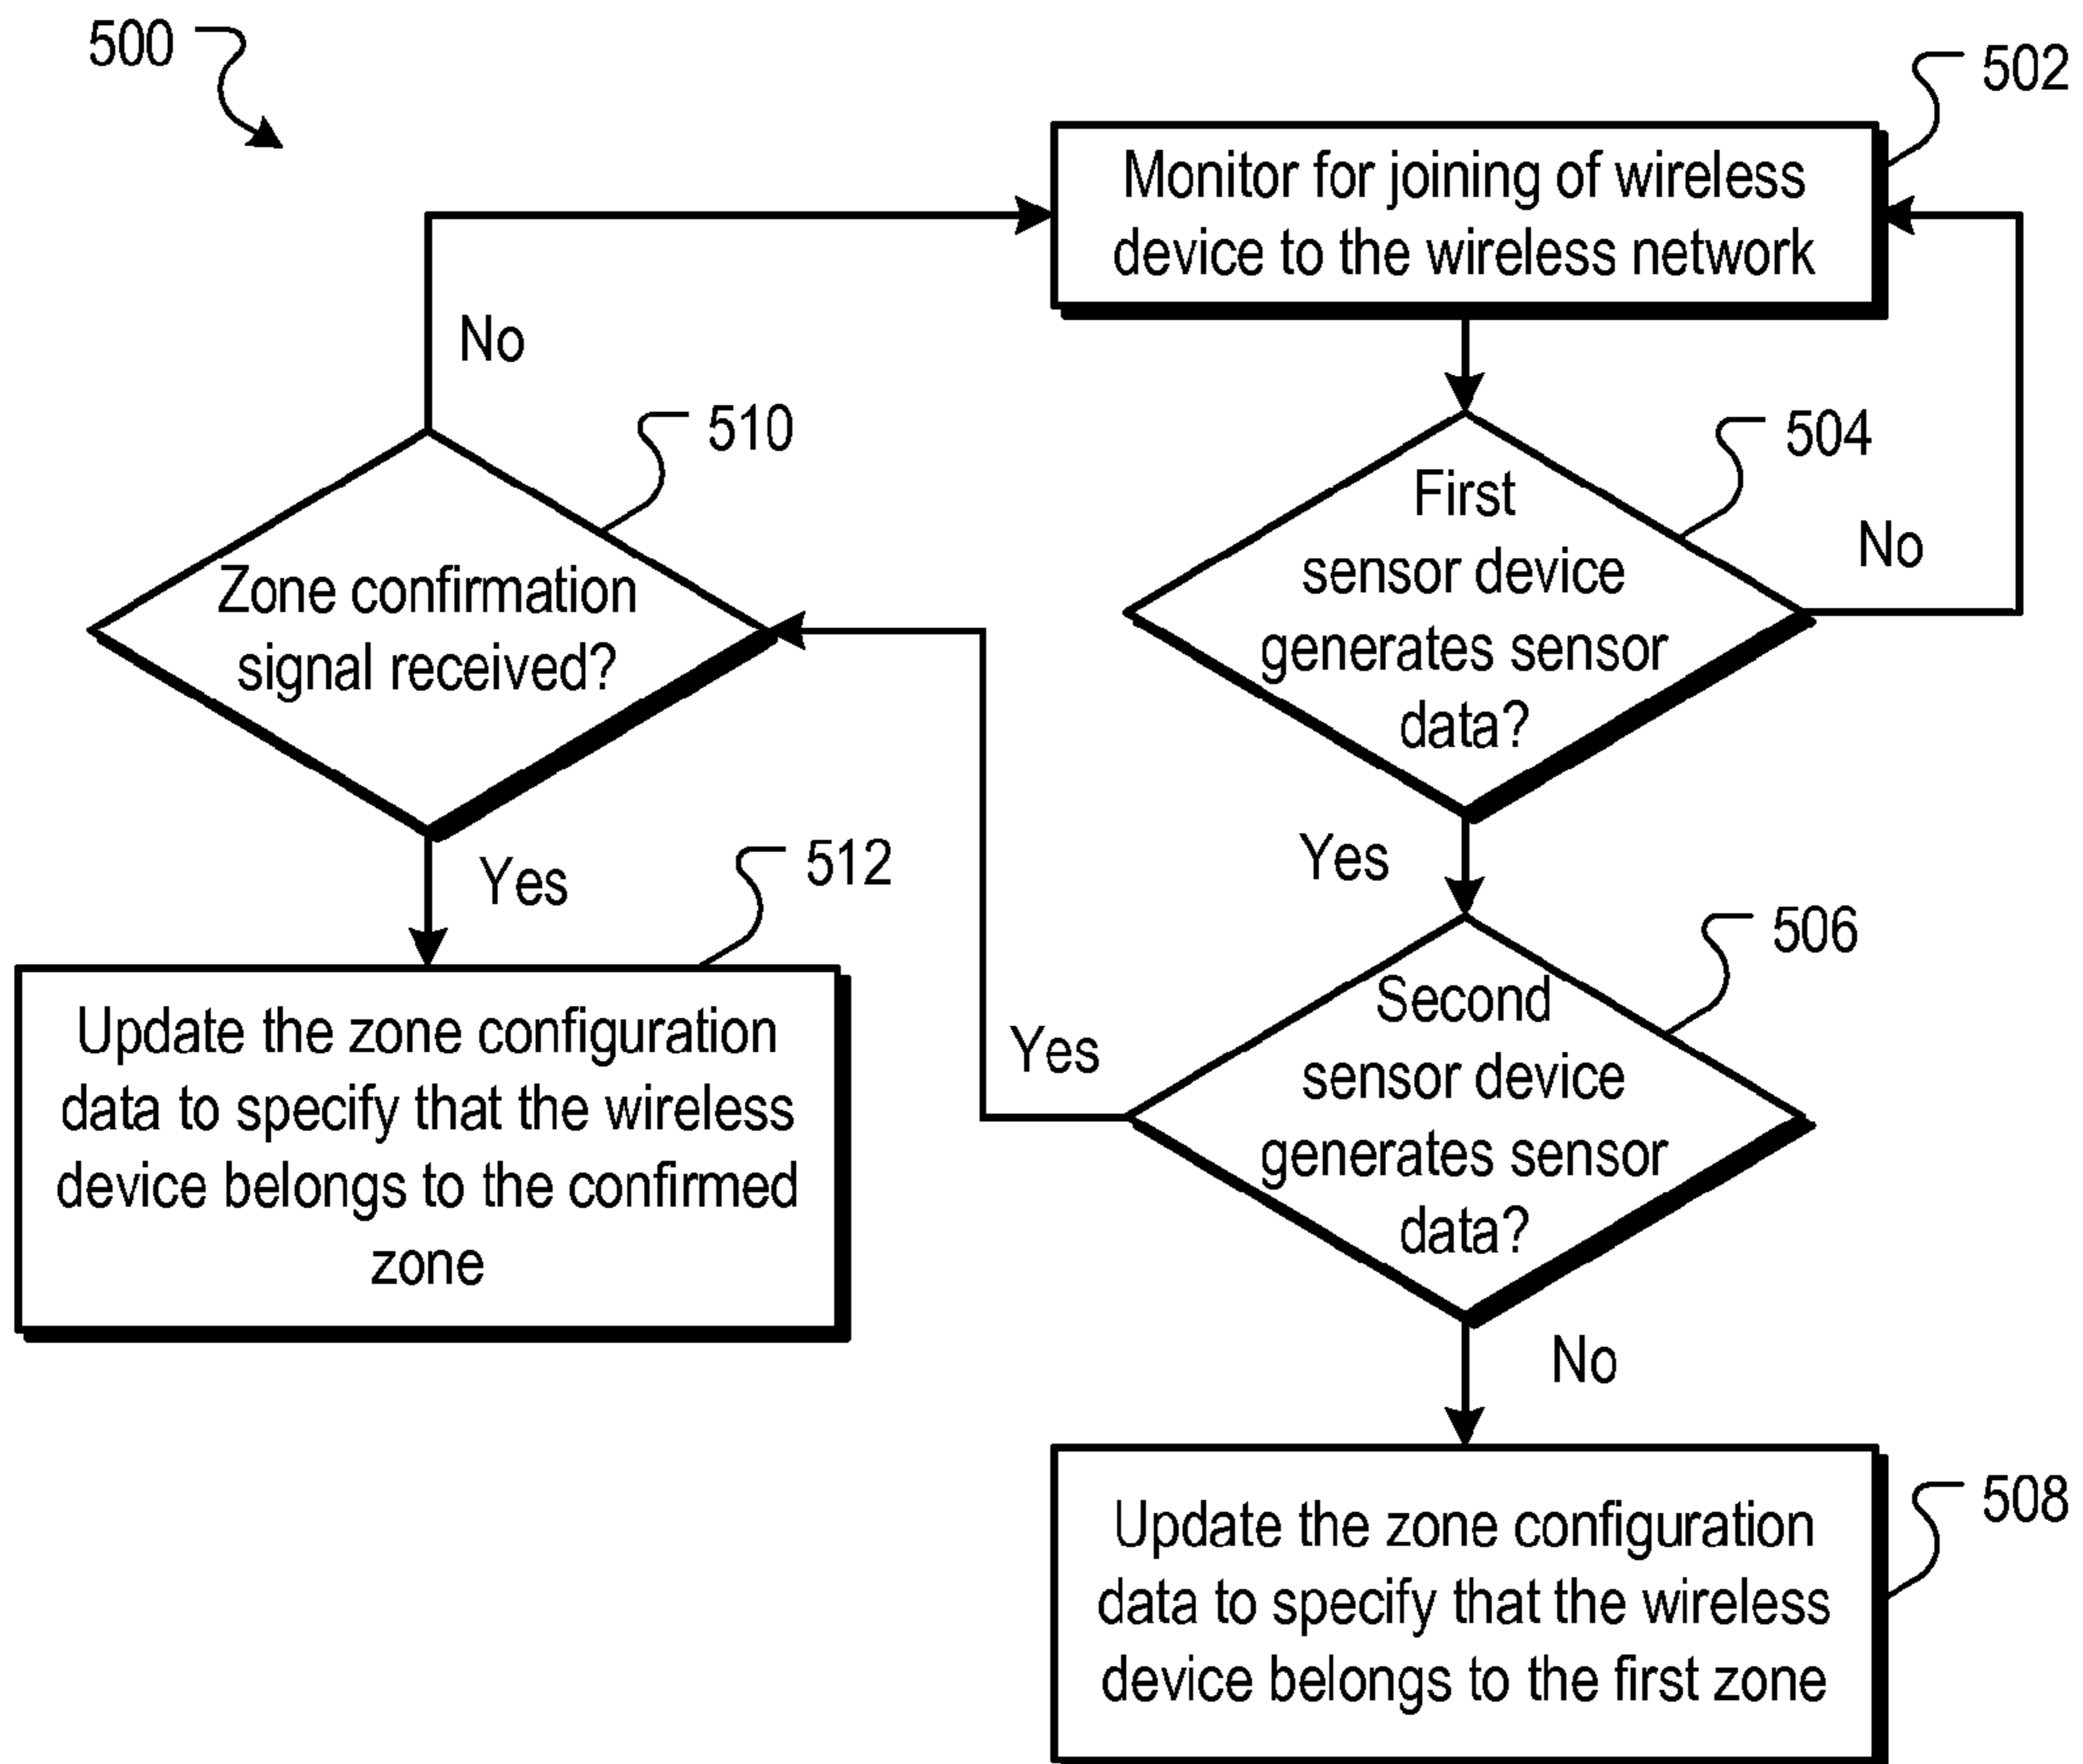 500
502
Monitor for joining of wireless
device to the wireless network
No
510
504
First
sensor device
generates sensor
data?
No
Zone confirmation
signal received?
Yes
Yes
512
506
Second
sensor device
generates sensor
data?
Yes
Update the zone configuration
data to specify that the wireless
device belongs to the confirmed
zone
No
508
Update the zone configuration
data to specify that the wireless
device belongs to the first zone